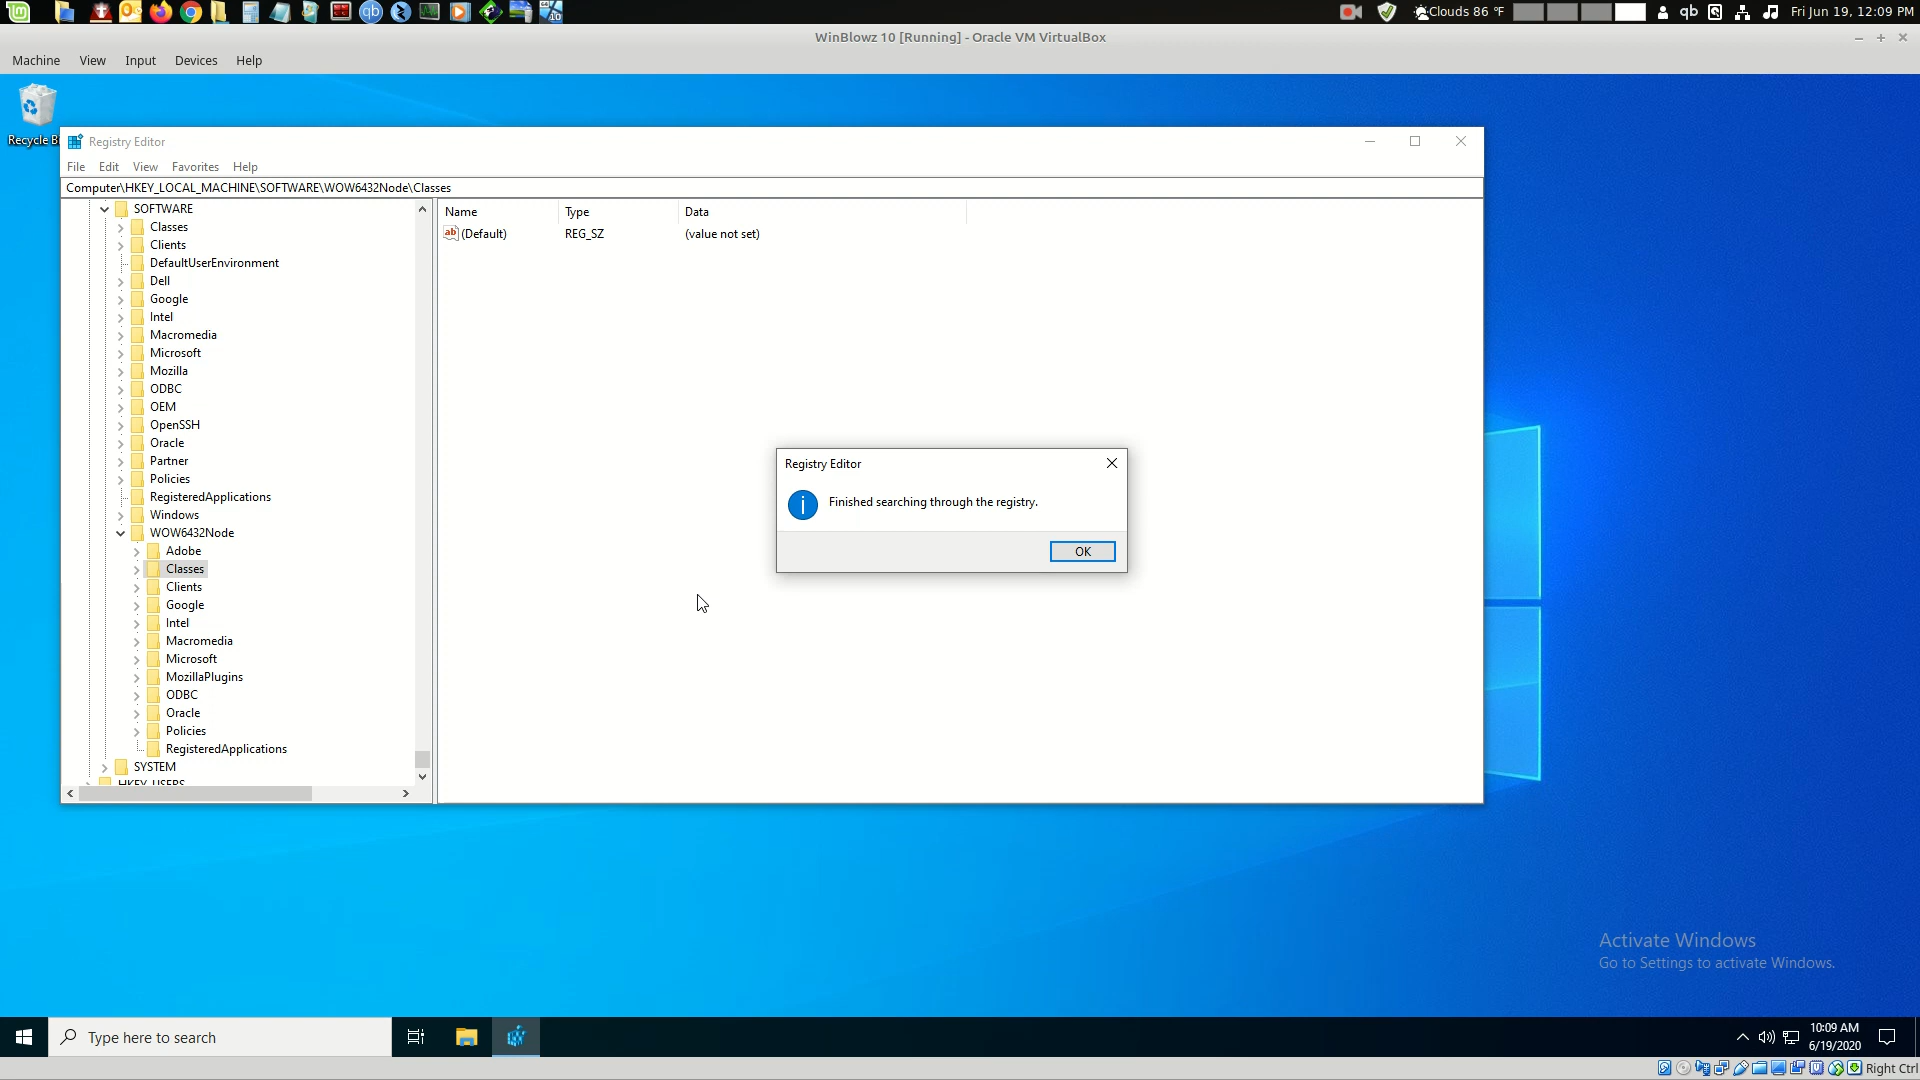 Clouds 86 °F
qb
Fri Jun 19, 12:09 PM
WinBlowz 10 [Running] - Oracle VM VirtualBox
Machine View Input Devices Help
Recycle B
Registry Editor
File Edit View Favorites Help
Computer\HKEY_LOCAL_MACHINE\SOFTWARE\WOW6432Node\Classes
SOFTWARE
Classes
Clients
DefaultUserEnvironment
Dell
Google
Intel
Macromedia
Microsoft
Mozilla
ODBC
OEM
OpenSSH
Oracle
Partner
Policies
RegisteredApplications
Windows
WOW6432Node
Adobe
Classes
Clients
Google
Intel
Macromedia
Microsoft
MozillaPlugins
ODBC
Oracle
Policies
RegisteredApplications
SYSTEM
HKEY_USERS
Name Type Data
(Default) REG_SZ (value not set)
Registry Editor
Finished searching through the registry.
OK
Activate Windows
Go to Settings to activate Windows.
Type here to search
10:09 AM
6/19/2020
Right Ctrl